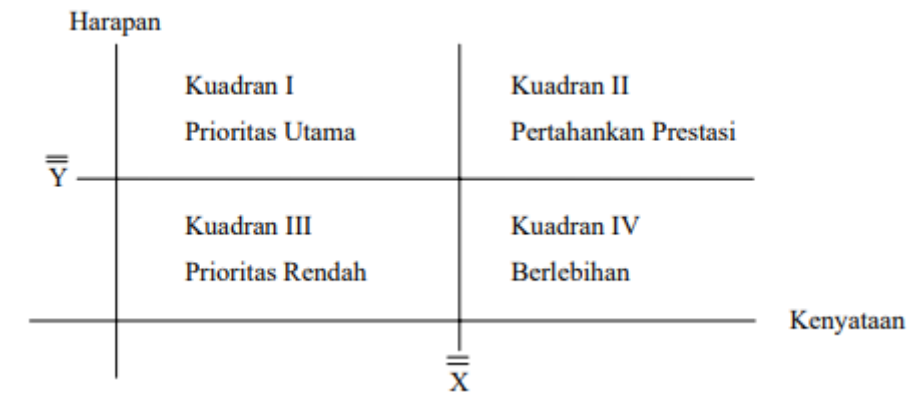 Harapan
Kuadran I
Prioritas Utama
Kuadran II
Pertahankan Prestasi
Y̿
Kuadran III
Prioritas Rendah
Kuadran IV
Berlebihan
Kenyataan
X̿